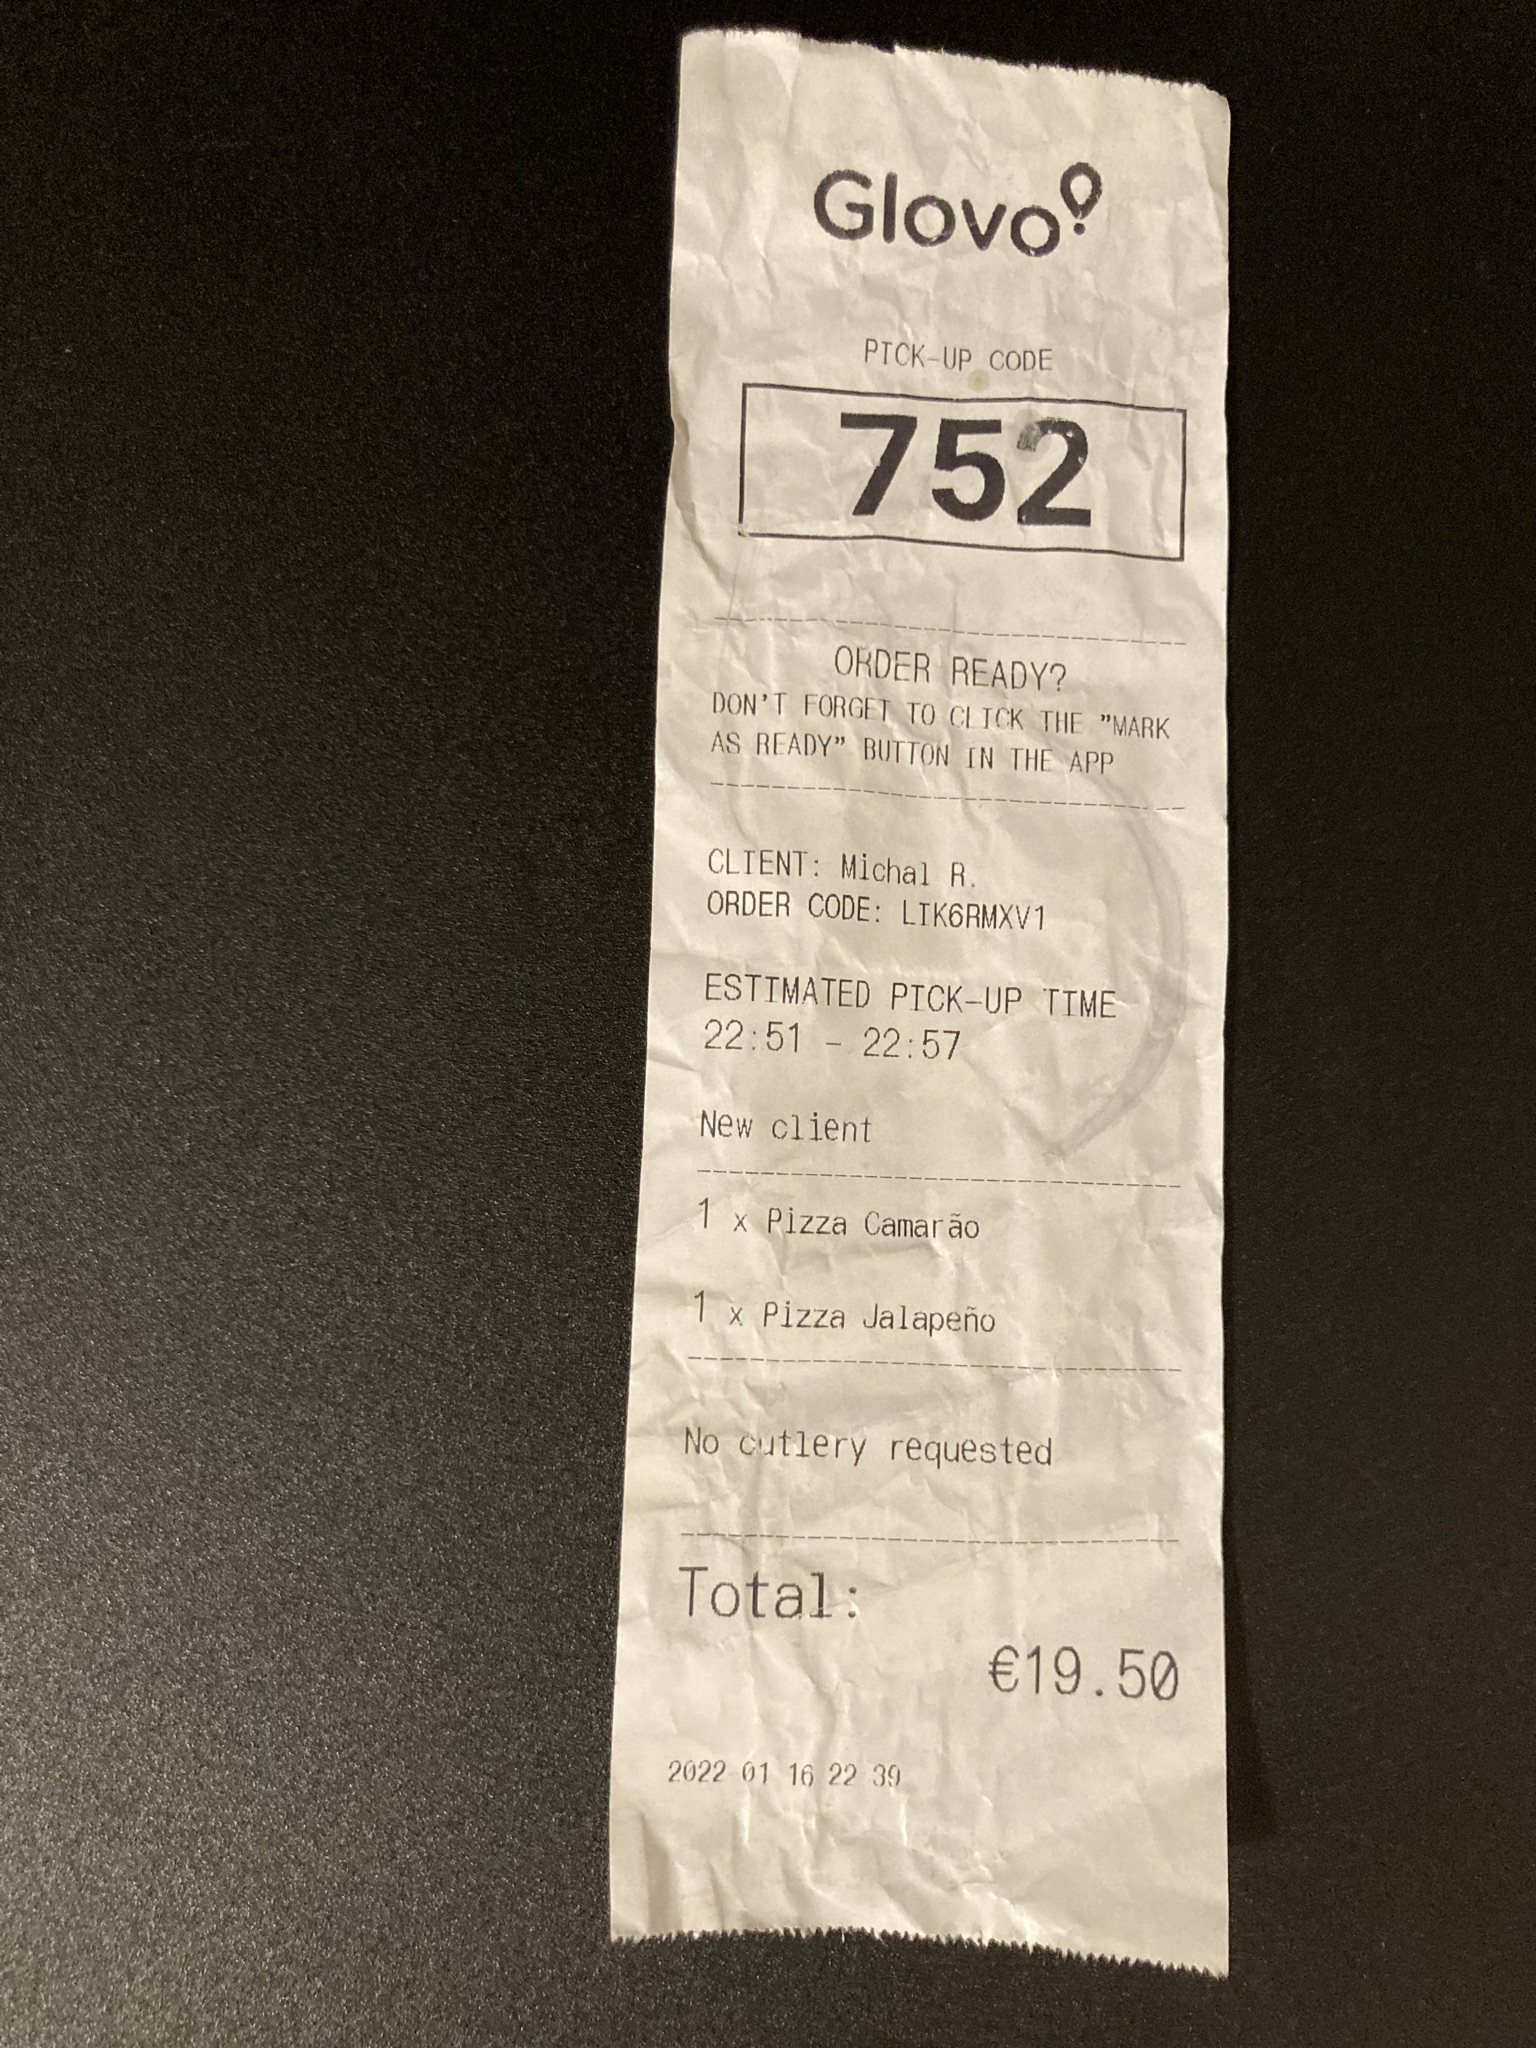 Glovo
PICK-UP CODE
752
ORDER READY?
DON'T FORGET TO CLICK THE "MARK
AS READY" BUTTON IN THE APP
CLIENT: Michal R.
ORDER CODE: LIK6RMXV1
ESTIMATED PICK-UP TIME
22:51 - 22:57
New client
1 x Pizza Camarão
1 x Pizza Jalapeño
No cutlery requested
Total:
€19.50
2022 01 16 22 39